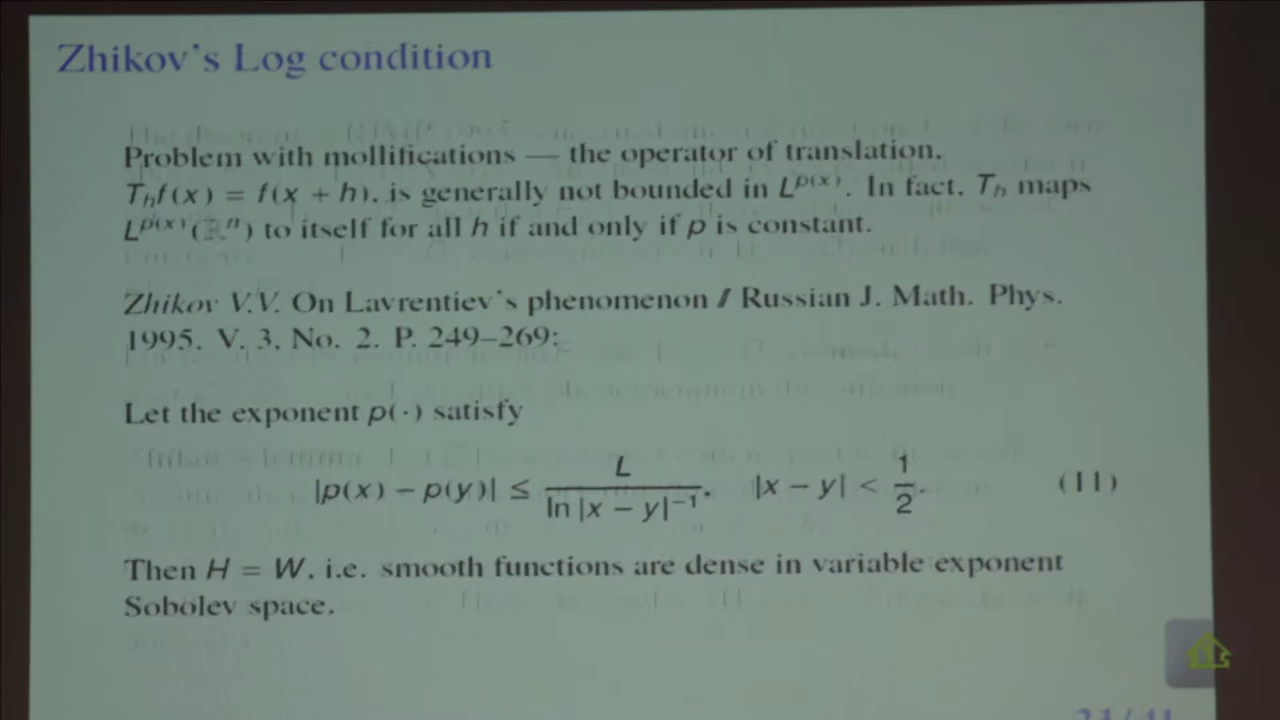 Zhikov's Log condition
Problem with mollifications — the operator of translation,
T_h f(x) = f(x + h), is generally not bounded in L^{p(x)}. In fact, T_h maps
L^{p(x)}(ℝ^n) to itself for all h if and only if p is constant.
Zhikov V.V. On Lavrentiev's phenomenon // Russian J. Math. Phys.
1995. V. 3, No. 2. P. 249–269:
Let the exponent p(·) satisfy
|p(x) − p(y)| ≤ L / ln |x − y|^{−1}, |x − y| < 1/2. (11)
Then H = W, i.e. smooth functions are dense in variable exponent
Sobolev space.